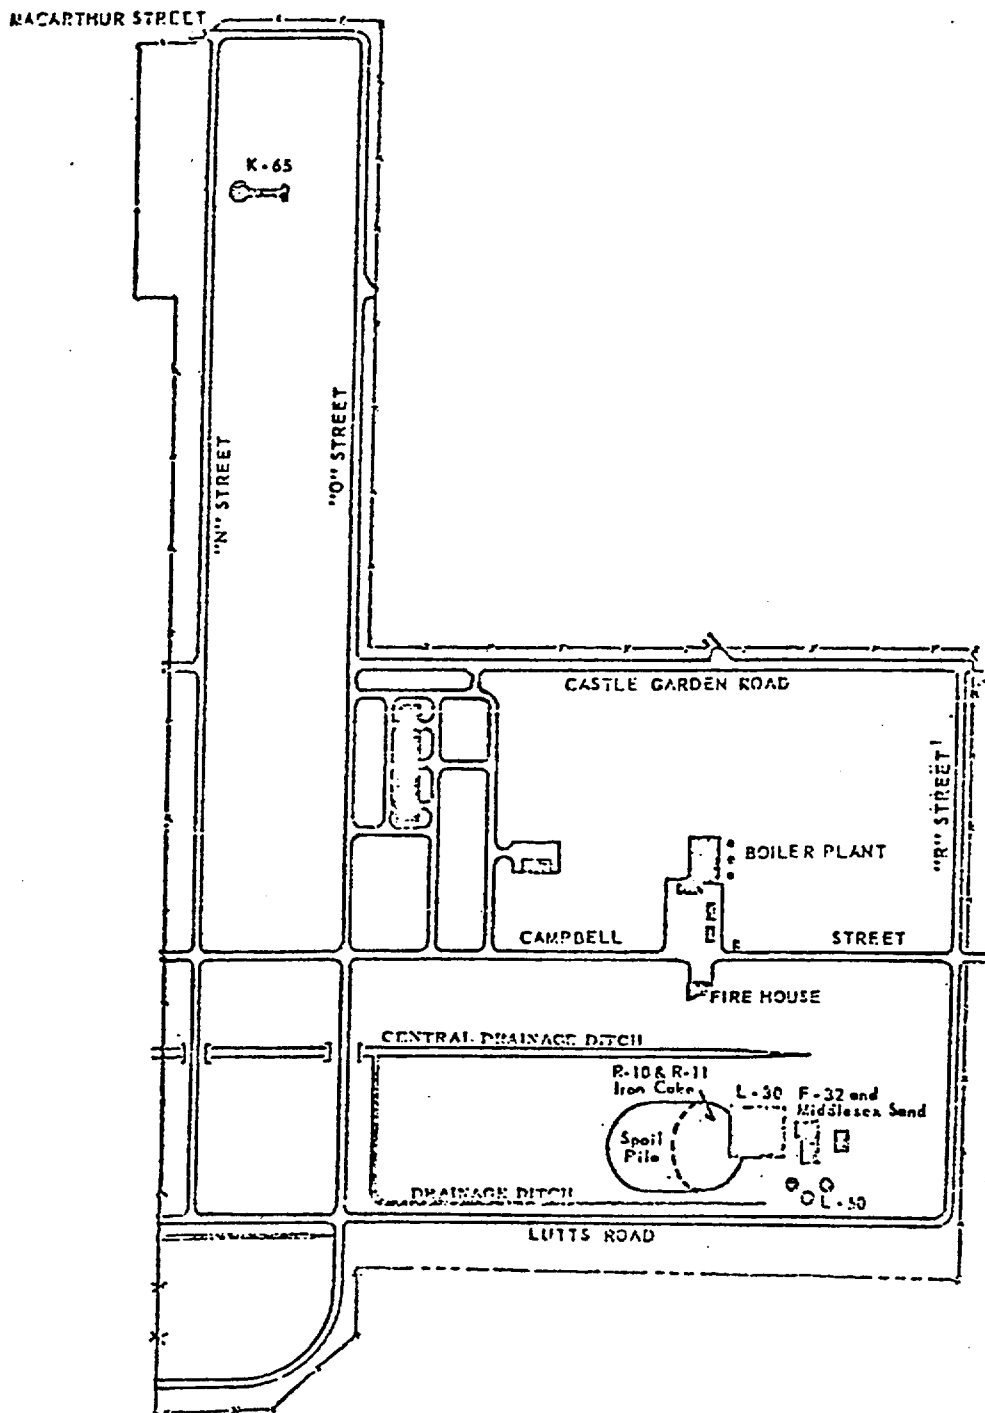 MACARTHUR STREET
K-65
"N" STREET
"O" STREET
CASTLE GARDEN ROAD
"R" STREET
BOILER PLANT
CAMPBELL STREET
FIRE HOUSE
CENTRAL DRAINAGE DITCH
R-10 & R-11
Iron Cake
L-30
F-32 and
Middlesex Sand
Spoil
Pile
DRAINAGE DITCH
L-50
LUTTS ROAD